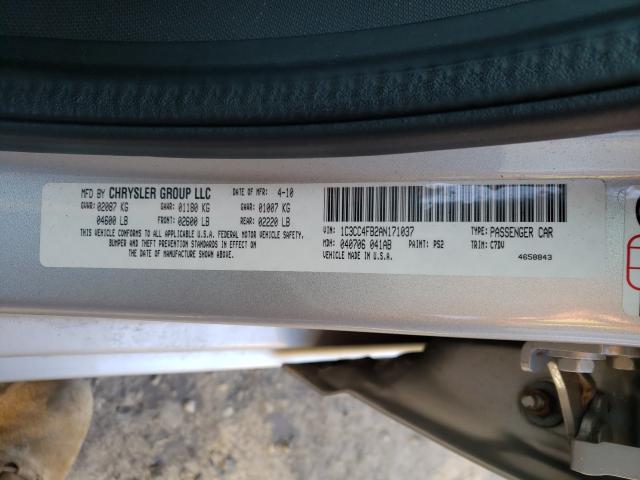 MFD BY CHRYSLER GROUP LLC DATE OF MFR: 4-10
GVWR: 02087 KG GAWR: 01180 KG GAWR: 01007 KG
04600 LB FRONT: 02600 LB REAR: 02220 LB
THIS VEHICLE CONFORMS TO ALL APPLICABLE U.S.A. FEDERAL MOTOR VEHICLE SAFETY,
BUMPER AND THEFT PREVENTION STANDARDS IN EFFECT ON
THE DATE OF MANUFACTURE SHOWN ABOVE.
VIN: 1C3CC4FB2AN171037 TYPE: PASSENGER CAR
MDH: 040706 041AB PAINT: PS2 TRIM: C7DV
VEHICLE MADE IN U.S.A. 4658843